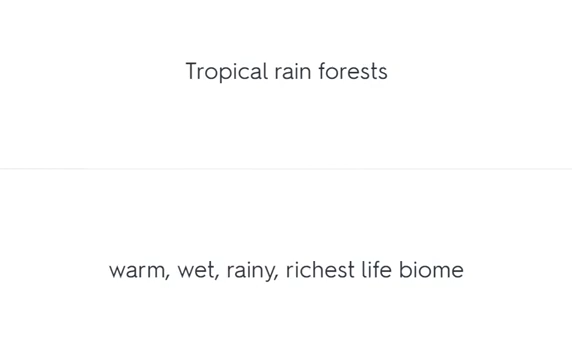 Tropical rain forests
warm, wet, rainy, richest life biome